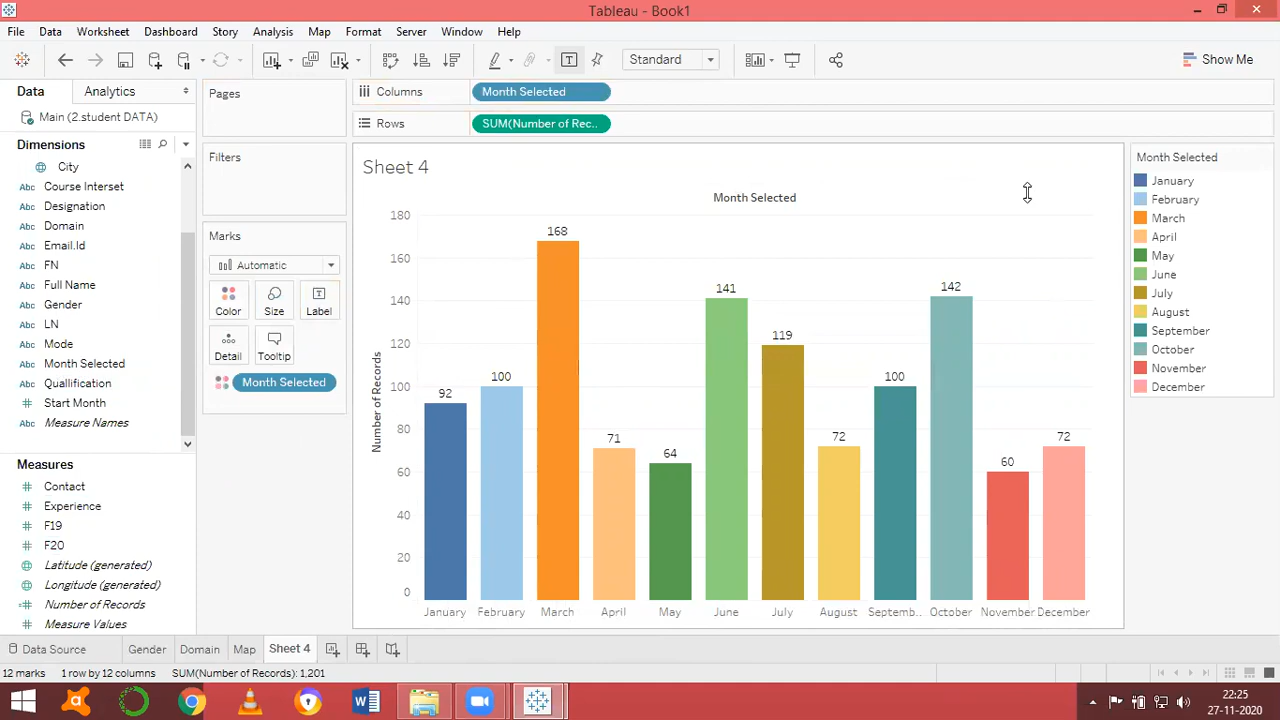 Tableau - Book1
File Data Worksheet Dashboard Story Analysis Map Format Server Window Help
Standard
Show Me
Data Analytics
Pages
Columns Month Selected
Main (2.student DATA)
Rows SUM(Number of Rec..
Dimensions
City
Course Interset
Designation
Domain
Email.Id
FN
Full Name
Gender
LN
Mode
Month Selected
Quallification
Start Month
Measure Names
Measures
Contact
Experience
F19
F20
Latitude (generated)
Longitude (generated)
Number of Records
Measure Values
Filters
Marks
Automatic
Color Size Label
Detail Tooltip
Month Selected
Sheet 4
Month Selected
Number of Records
180
160
140
120
100
80
60
40
20
0
92 100 168 71 64 141 119 72 100 142 60 72
January February March April May June July August Septemb.. October November December
Month Selected
January
February
March
April
May
June
July
August
September
October
November
December
Data Source Gender Domain Map Sheet 4
12 marks 1 row by 12 columns SUM(Number of Records): 1,201
22:25
27-11-2020